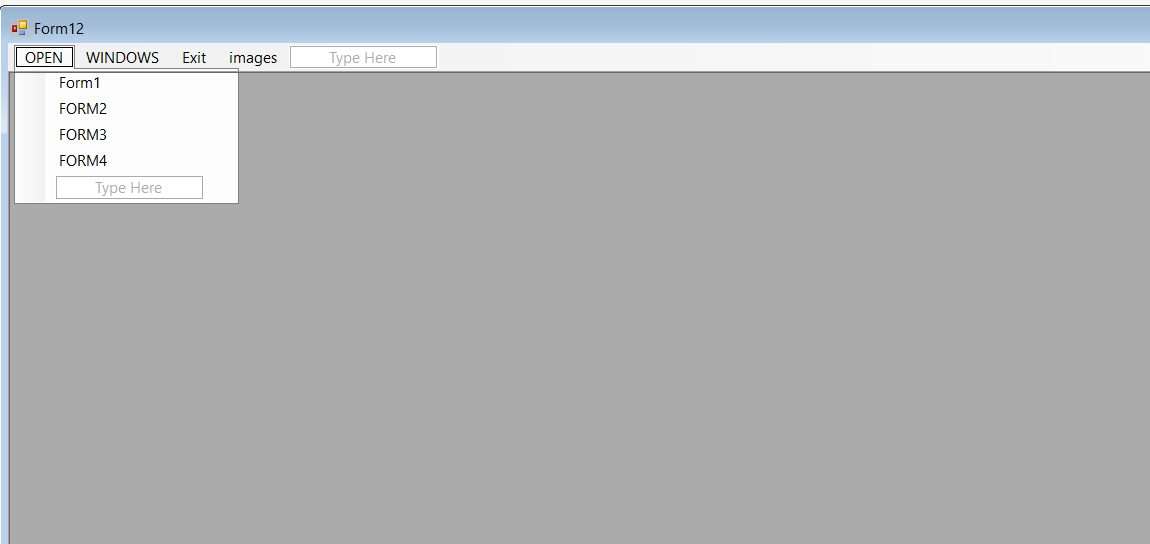 Form12
OPEN WINDOWS Exit images Type Here
Form1
FORM2
FORM3
FORM4
Type Here